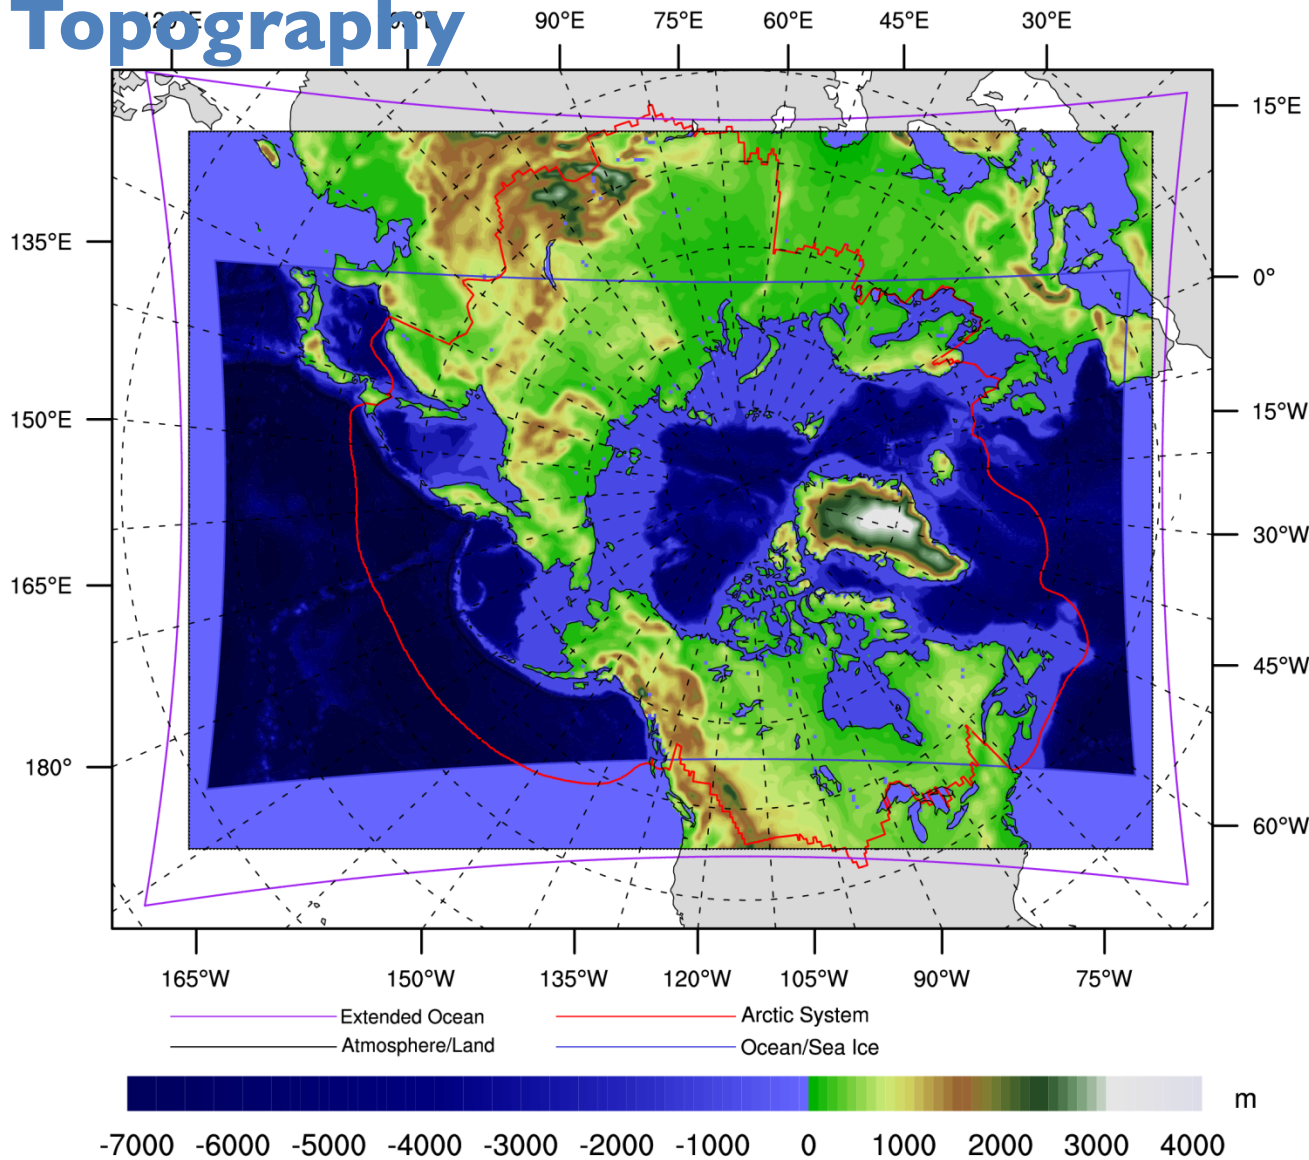 Topography
120°E 105°E 90°E 75°E 60°E 45°E 30°E
15°E
135°E
0°
150°E
15°W
30°W
165°E
45°W
180°
60°W
165°W 150°W 135°W 120°W 105°W 90°W 75°W
Extended Ocean Arctic System
Atmosphere/Land Ocean/Sea Ice
m
-7000 -6000 -5000 -4000 -3000 -2000 -1000 0 1000 2000 3000 4000